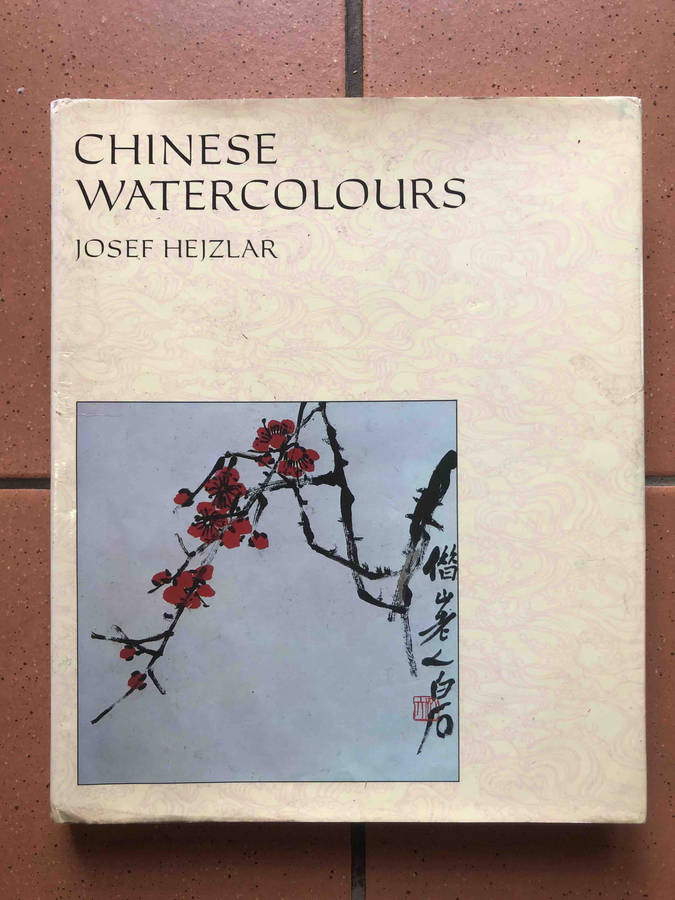 CHINESE
WATERCOLOURS
JOSEF HEJZLAR
借山老人白石